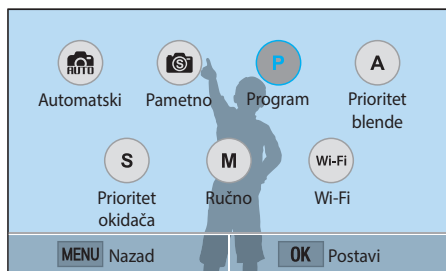 AUTO S P A
Automatski Pametno Program Prioritet
blende
S M Wi-Fi
Prioritet Ručno Wi-Fi
okidača
MENU Nazad OK Postavi